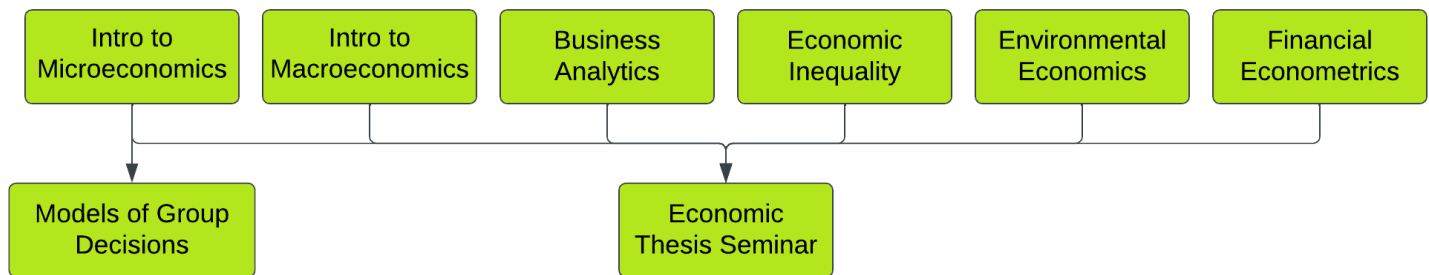 Intro to
Microeconomics
Intro to
Macroeconomics
Business
Analytics
Economic
Inequality
Environmental
Economics
Financial
Econometrics
Models of Group
Decisions
Economic
Thesis Seminar